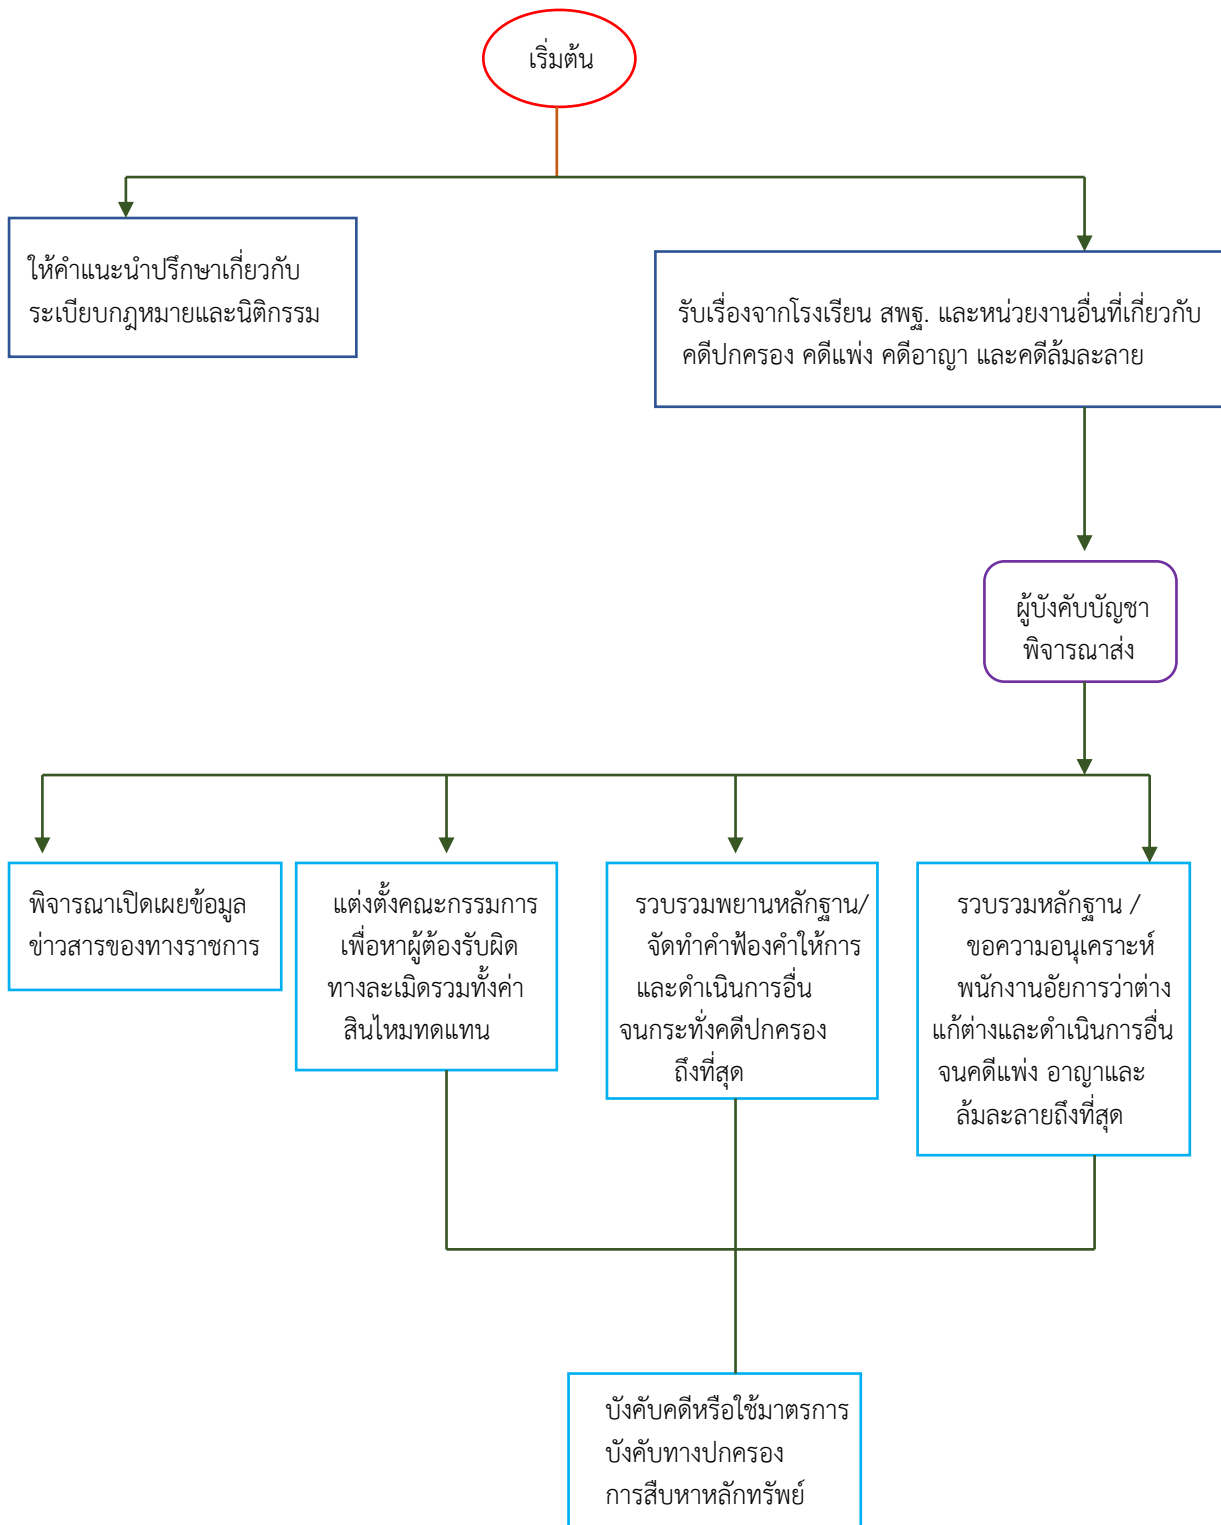 เริ่มต้น
ให้คำแนะนำปรึกษาเกี่ยวกับ
ระเบียบกฎหมายและนิติกรรม
รับเรื่องจากโรงเรียน สพฐ. และหน่วยงานอื่นที่เกี่ยวกับ
คดีปกครอง คดีแพ่ง คดีอาญา และคดีล้มละลาย
ผู้บังคับบัญชา
พิจารณาส่ง
พิจารณาเปิดเผยข้อมูล
ข่าวสารของทางราชการ
แต่งตั้งคณะกรรมการ
เพื่อหาผู้ต้องรับผิด
ทางละเมิดรวมทั้งค่า
สินไหมทดแทน
รวบรวมพยานหลักฐาน/
จัดทำคำฟ้องคำให้การ
และดำเนินการอื่น
จนกระทั่งคดีปกครอง
ถึงที่สุด
รวบรวมหลักฐาน /
ขอความอนุเคราะห์
พนักงานอัยการว่าต่าง
แก้ต่างและดำเนินการอื่น
จนคดีแพ่ง อาญาและ
ล้มละลายถึงที่สุด
บังคับคดีหรือใช้มาตรการ
บังคับทางปกครอง
การสืบหาหลักทรัพย์